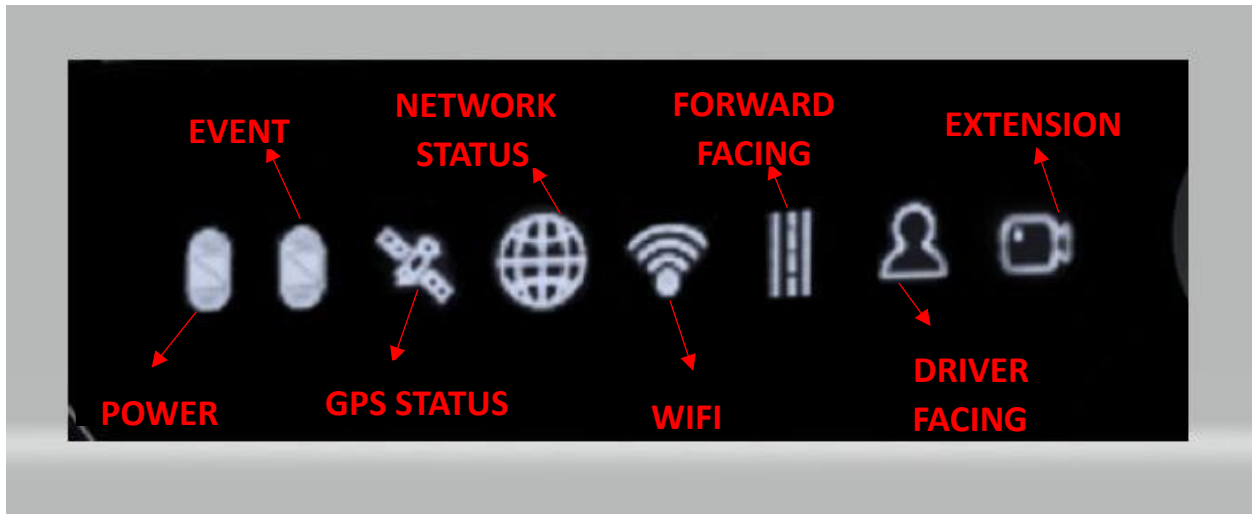 EVENT
NETWORK
STATUS
FORWARD
FACING
EXTENSION
POWER
GPS STATUS
WIFI
DRIVER
FACING